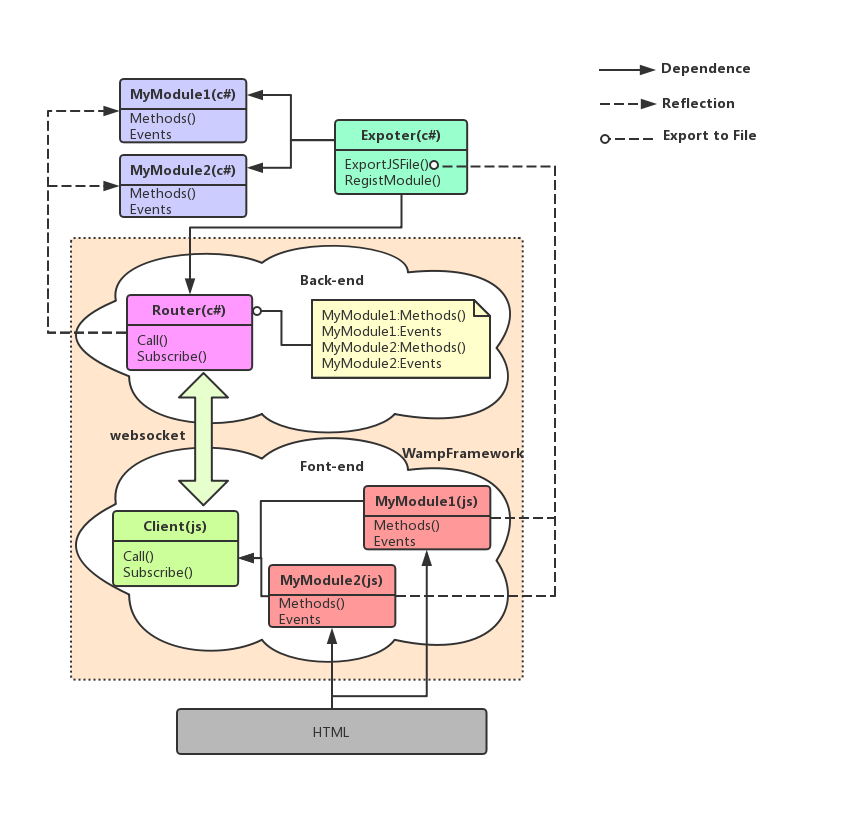 Dependence
Reflection
Export to File
MyModule1(c#)
Methods()
Events
MyModule2(c#)
Methods()
Events
Expoter(c#)
ExportJSFile()
RegistModule()
Back-end
Router(c#)
Call()
Subscribe()
MyModule1:Methods()
MyModule1:Events
MyModule2:Methods()
MyModule2:Events
websocket
WampFramework
Font-end
MyModule1(js)
Methods()
Events
Client(js)
Call()
Subscribe()
MyModule2(js)
Methods()
Events
HTML